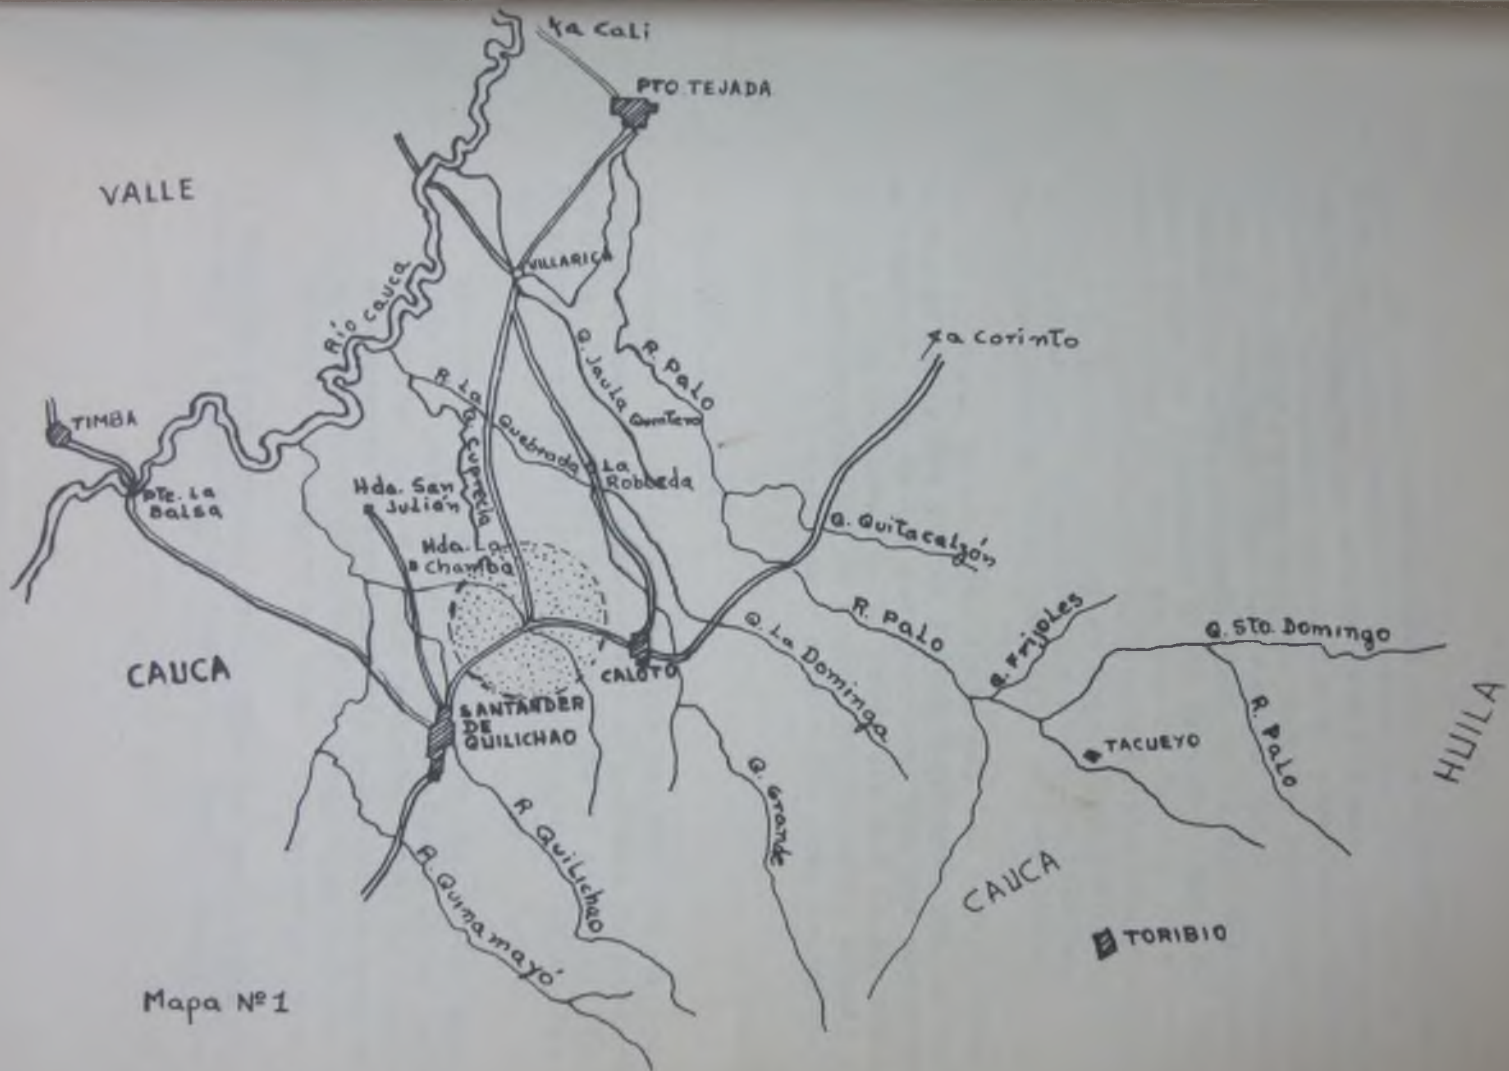 a Cali
PTO. TEJADA
VALLE
VILLARICA
Río Cauca
a Corinto
R. Palo
Q. Jaula
Quintero
R. La Quebrada
TIMBA
La
Robleda
Hda. San
Julián
Pte. La
Balsa
Q. Quitacalzón
Hda. La
Chamba
R. Palo
Q. Frijoles
Q. Sto. Domingo
Q. La Dominga
CAUCA
CALOTO
R. Palo
HUILA
SANTANDER
DE
QUILICHAO
TACUEYO
Q. Grande
R. Quilichao
R. Quinamayó
CAUCA
TORIBIO
Mapa Nº 1